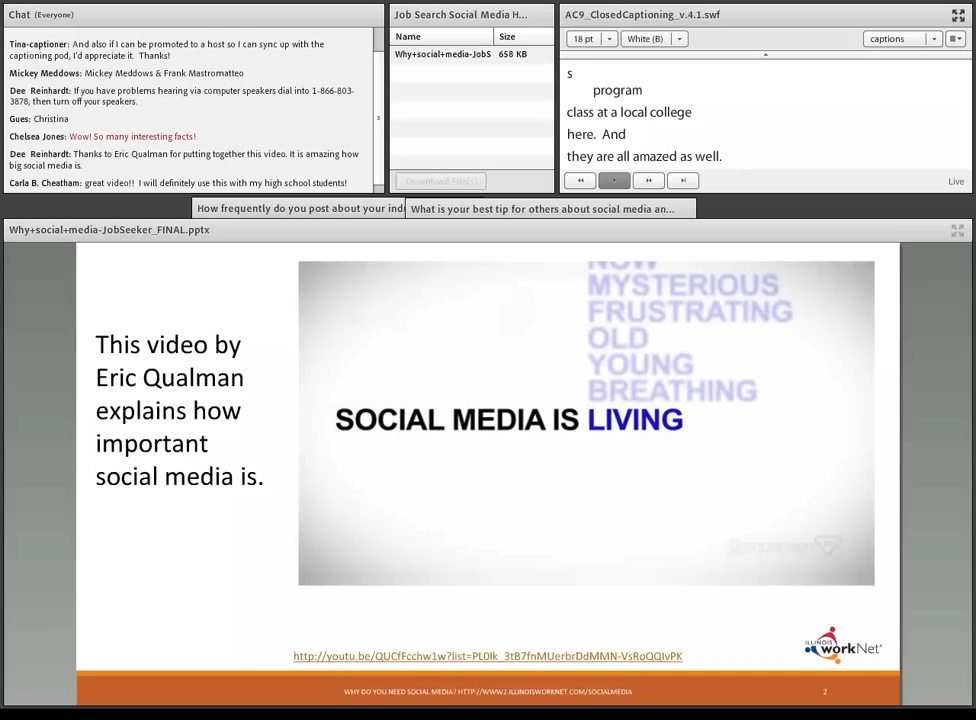 Chat (Everyone)
Tina-captioner: And also if I can be promoted to a host so I can sync up with the
captioning pod, I'd appreciate it. Thanks!
Mickey Meddows: Mickey Meddows & Frank Mastromatteo
Dee Reinhardt: If you have problems hearing via computer speakers dial into 1-866-803-
3878, then turn off your speakers.
Gues: Christina
Chelsea Jones: Wow! So many interesting facts!
Dee Reinhardt: Thanks to Eric Qualman for putting together this video. It is amazing how
big social media is.
Carla B. Cheatham: great video!! I will definitely use this with my high school students!
Job Search Social Media H...
Name Size
Why+social+media-JobS 658 KB
Download File(s)
AC9_ClosedCaptioning_v.4.1.swf
18 pt White (B) captions
s
program
class at a local college
here. And
they are all amazed as well.
Live
How frequently do you post about your indu
What is your best tip for others about social media an...
Why+social+media-JobSeeker_FINAL.pptx
This video by
Eric Qualman
explains how
important
social media is.
NOW
MYSTERIOUS
FRUSTRATING
OLD
YOUNG
BREATHING
SOCIAL MEDIA IS LIVING
http://youtu.be/QUCfFcchw1w?list=PL0Ik_3tB7fnMUerbrDdMMN-VsRoQQIvPK
ILLINOIS
workNet
WHY DO YOU NEED SOCIAL MEDIA? HTTP://WWW2.ILLINOISWORKNET.COM/SOCIALMEDIA
2